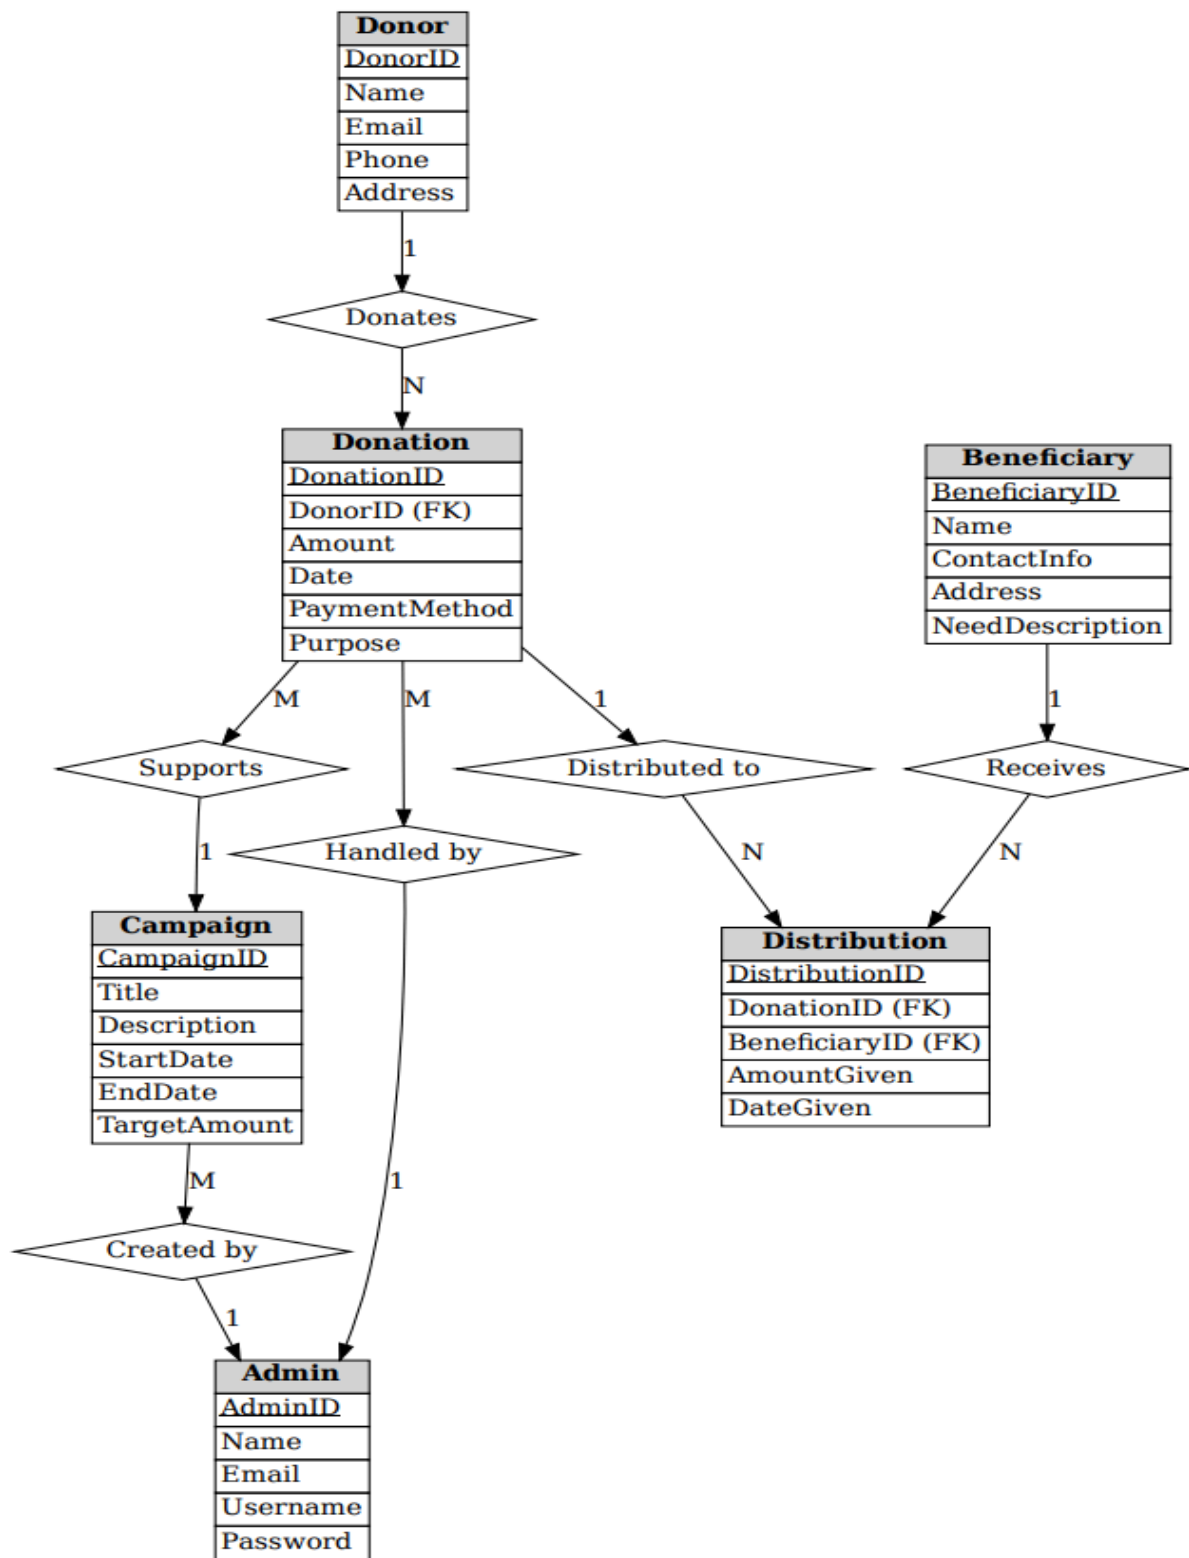 Donor
DonorID
Name
Email
Phone
Address
1
Donates
N
Donation
DonationID
DonorID (FK)
Amount
Date
PaymentMethod
Purpose
Beneficiary
BeneficiaryID
Name
ContactInfo
Address
NeedDescription
M
M
1
1
Supports
Distributed to
Receives
Handled by
1
N
N
Campaign
CampaignID
Title
Description
StartDate
EndDate
TargetAmount
Distribution
DistributionID
DonationID (FK)
BeneficiaryID (FK)
AmountGiven
DateGiven
M
1
Created by
1
Admin
AdminID
Name
Email
Username
Password